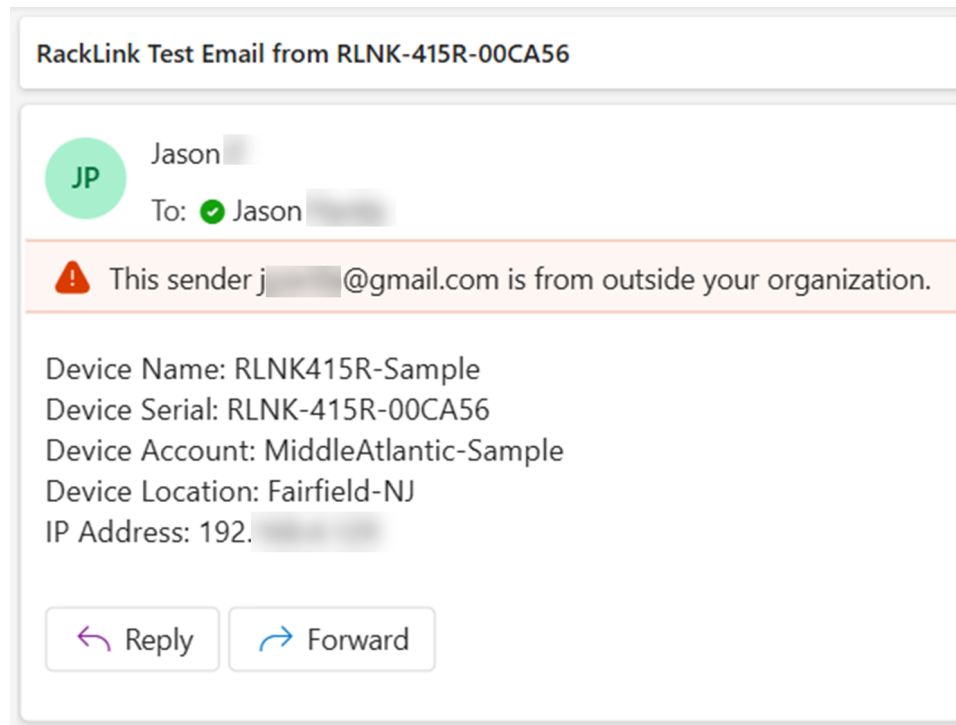 RackLink Test Email from RLNK-415R-00CA56
JP
Jason
To: Jason
This sender j @gmail.com is from outside your organization.
Device Name: RLNK415R-Sample
Device Serial: RLNK-415R-00CA56
Device Account: MiddleAtlantic-Sample
Device Location: Fairfield-NJ
IP Address: 192.
Reply
Forward